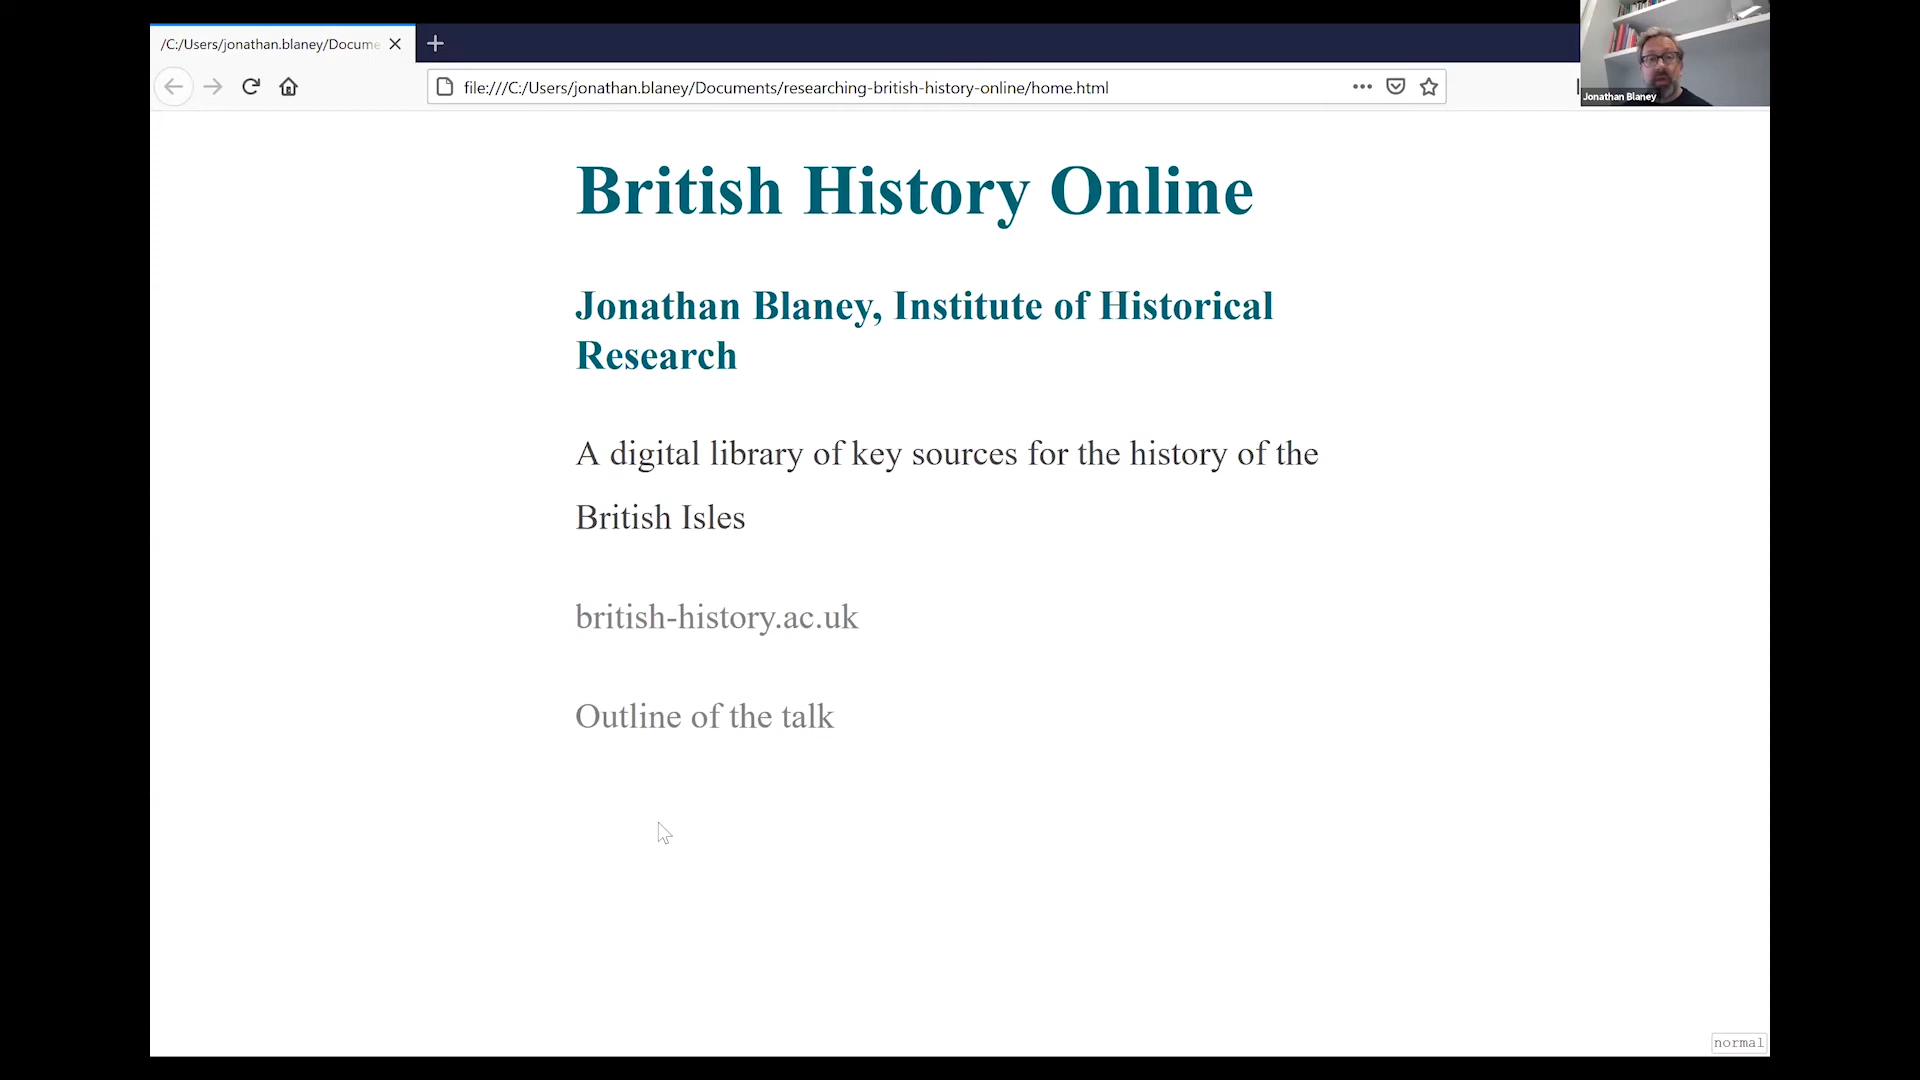 /C:/Users/jonathan.blaney/Docume
file:///C:/Users/jonathan.blaney/Documents/researching-british-history-online/home.html
Jonathan Blaney
British History Online
Jonathan Blaney, Institute of Historical
Research
A digital library of key sources for the history of the
British Isles
british-history.ac.uk
Outline of the talk
normal